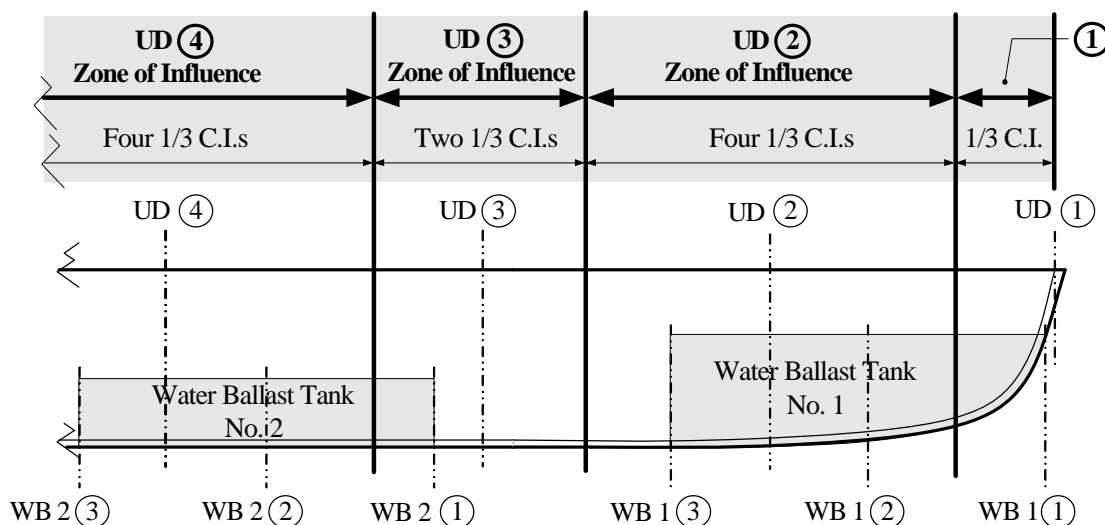 UD ④
Zone of Influence
UD ③
Zone of Influence
UD ②
Zone of Influence
①
Four 1/3 C.I.s
Two 1/3 C.I.s
Four 1/3 C.I.s
1/3 C.I.
UD ④
UD ③
UD ②
UD ①
Water Ballast Tank
No. 2
Water Ballast Tank
No. 1
WB 2 ③
WB 2 ②
WB 2 ①
WB 1 ③
WB 1 ②
WB 1 ①